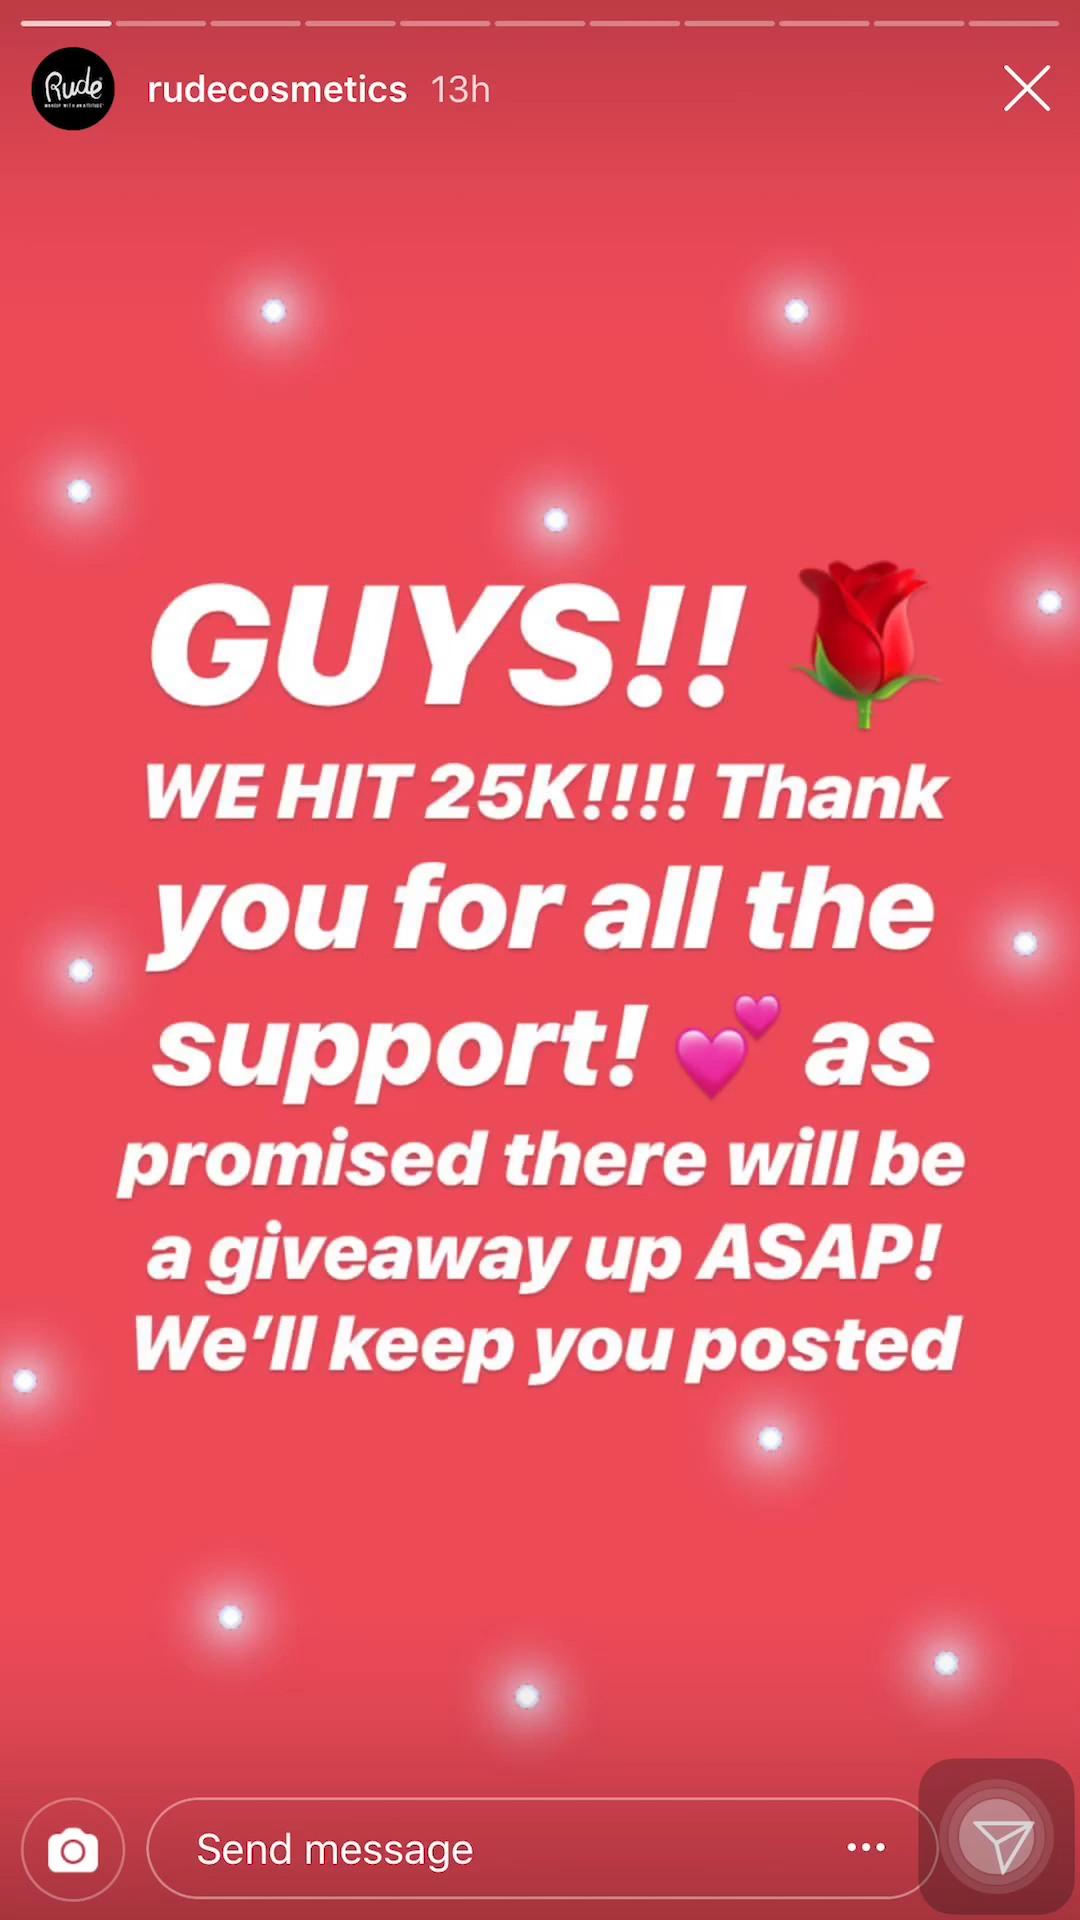 Rude
rudecosmetics 13h
GUYS!! 🌹
WE HIT 25K!!!! Thank
you for all the
support! 💕 as
promised there will be
a giveaway up ASAP!
We’ll keep you posted
Send message